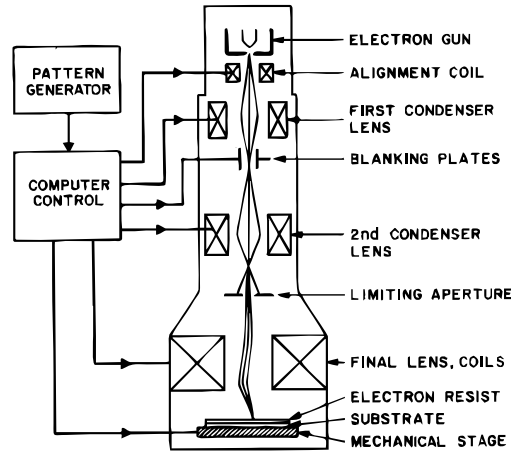 PATTERN
GENERATOR
COMPUTER
CONTROL
ELECTRON GUN
ALIGNMENT COIL
FIRST CONDENSER
LENS
BLANKING PLATES
2nd CONDENSER
LENS
LIMITING APERTURE
FINAL LENS, COILS
ELECTRON RESIST
SUBSTRATE
MECHANICAL STAGE